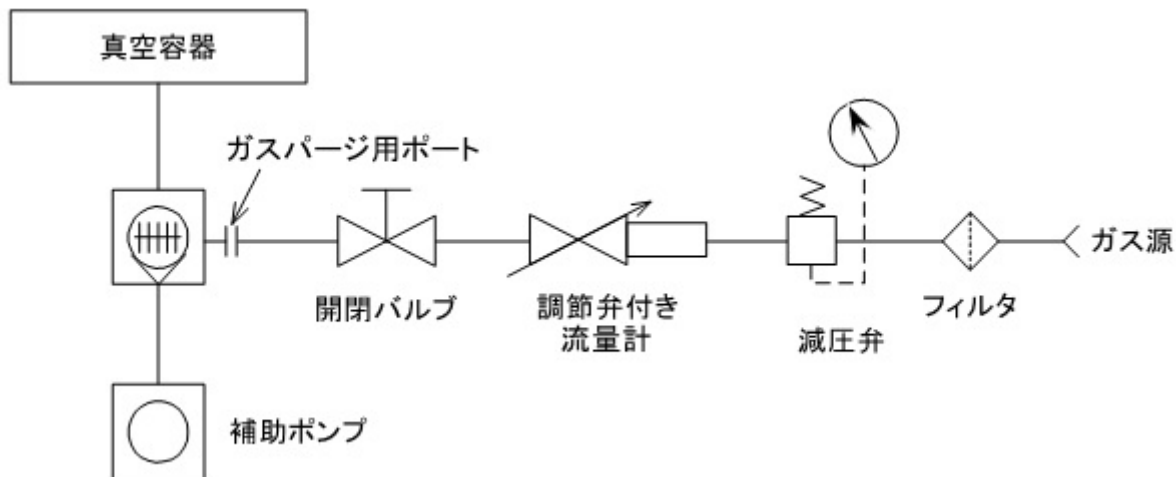 真空容器
ガスパージ用ポート
開閉バルブ
調節弁付き
流量計
減圧弁
フィルタ
ガス源
補助ポンプ